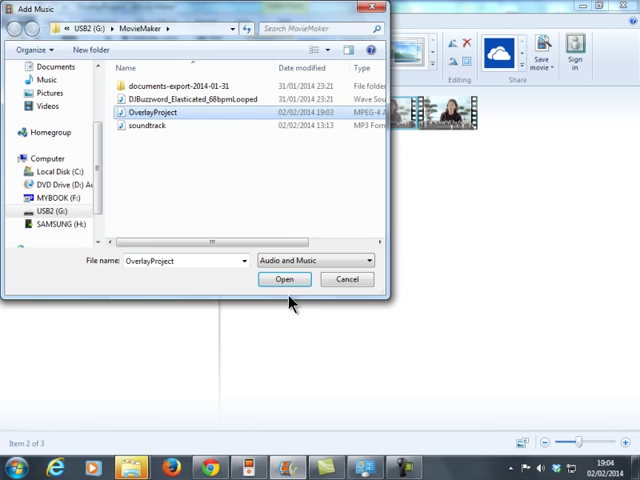 Add Music
« USB2 (G:) ▸ MovieMaker ▸
Search MovieMaker
Organize
New folder
Documents
Music
Pictures
Videos
Homegroup
Computer
Local Disk (C:)
DVD Drive (D:) Au
MYBOOK (F:)
USB2 (G:)
SAMSUNG (H:)
Name
Date modified
Type
documents-export-2014-01-31
31/01/2014 23:21
File folder
DJBuzzword_Elasticated_68bpmLooped
31/01/2014 23:21
Wave Sou
OverlayProject
02/02/2014 19:03
MPEG-4 A
soundtrack
02/02/2014 13:13
MP3 Form
File name:
OverlayProject
Audio and Music
Open
Cancel
Editing
Save
movie
Share
Sign
in
Item 2 of 3
19:04
02/02/2014